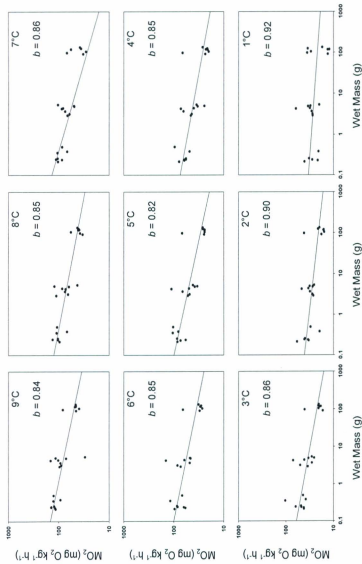 MO₂ (mg O₂ kg⁻¹ h⁻¹)
1000
100
10
9°C
b = 0.84
8°C
b = 0.85
7°C
b = 0.86
MO₂ (mg O₂ kg⁻¹ h⁻¹)
1000
100
10
6°C
b = 0.85
5°C
b = 0.82
4°C
b = 0.85
MO₂ (mg O₂ kg⁻¹ h⁻¹)
1000
100
10
3°C
b = 0.86
2°C
b = 0.90
1°C
b = 0.92
0.1 1 10 100 1000
0.1 1 10 100 1000
0.1 1 10 100 1000
Wet Mass (g)
Wet Mass (g)
Wet Mass (g)